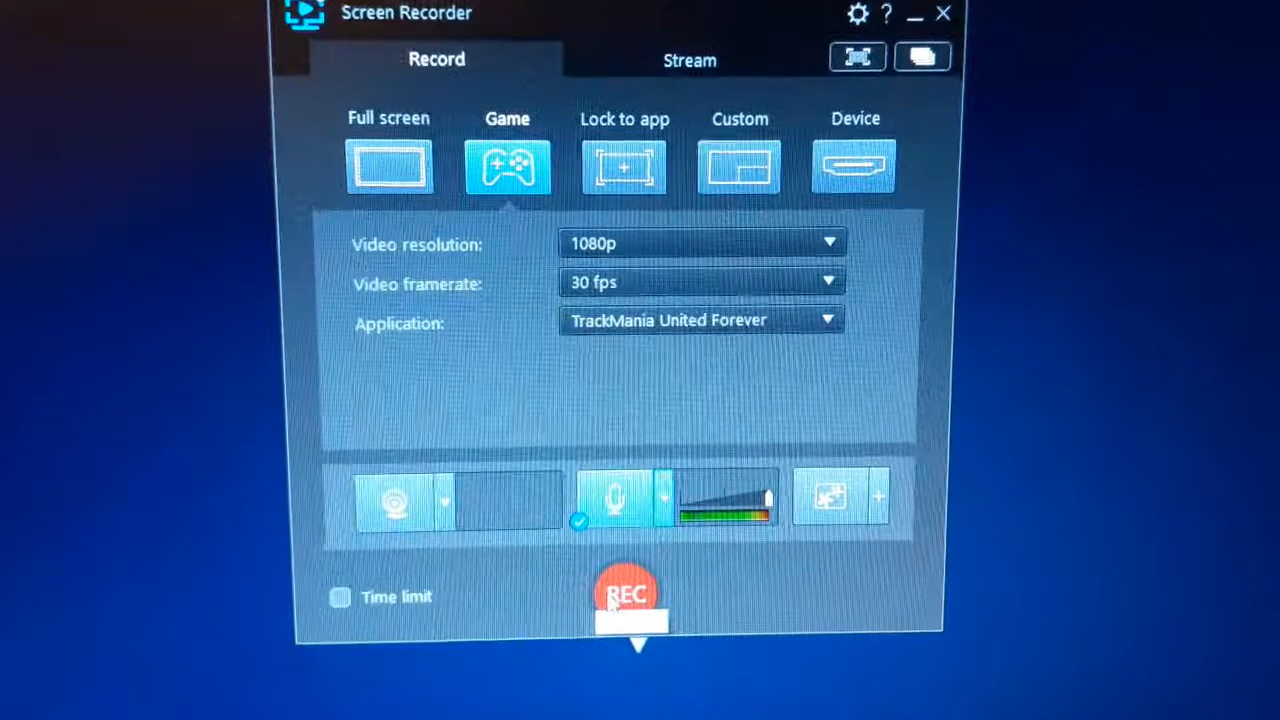 Screen Recorder
?
Record
Stream
Full screen
Game
Lock to app
Custom
Device
Video resolution:
1080p
Video framerate:
30 fps
Application:
TrackMania United Forever
Time limit
REC